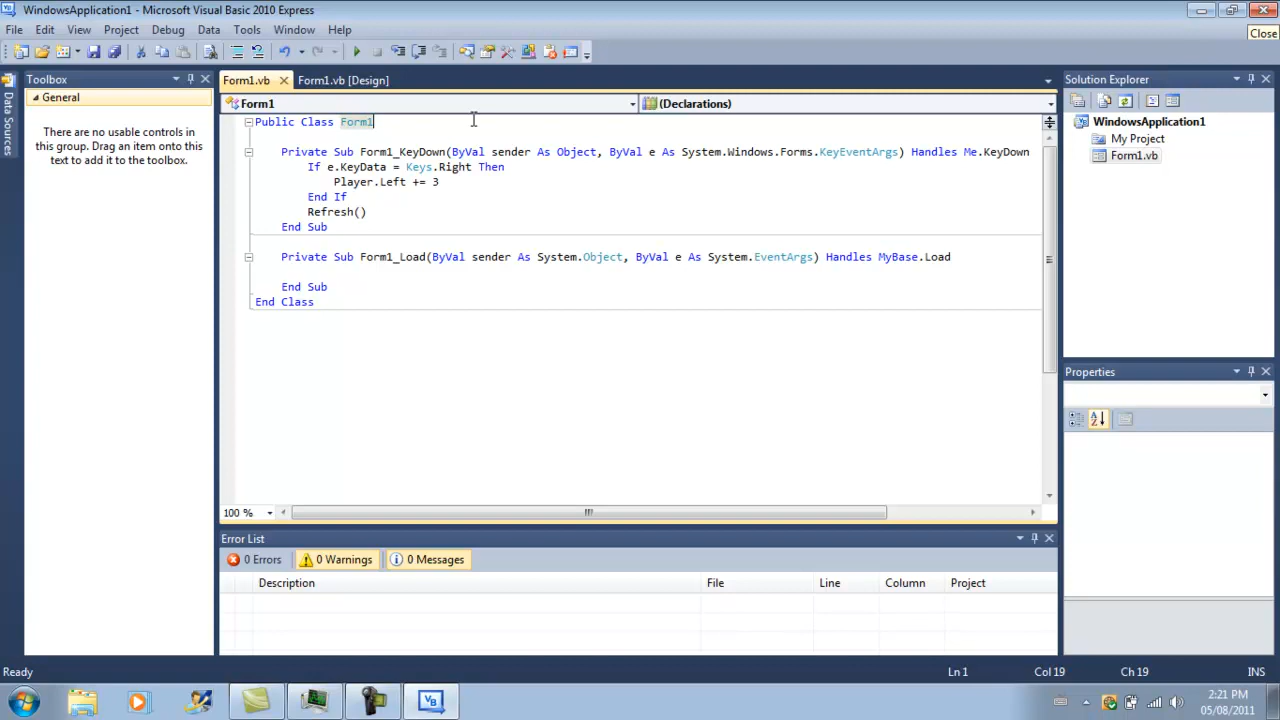 WindowsApplication1 - Microsoft Visual Basic 2010 Express
File Edit View Project Debug Data Tools Window Help
Close
Toolbox
General
There are no usable controls in
this group. Drag an item onto this
text to add it to the toolbox.
Data Sources
Form1.vb Form1.vb [Design]
Form1 (Declarations)
Public Class Form1
Private Sub Form1_KeyDown(ByVal sender As Object, ByVal e As System.Windows.Forms.KeyEventArgs) Handles Me.KeyDown
If e.KeyData = Keys.Right Then
Player.Left += 3
End If
Refresh()
End Sub
Private Sub Form1_Load(ByVal sender As System.Object, ByVal e As System.EventArgs) Handles MyBase.Load
End Sub
End Class
100 %
Error List
0 Errors 0 Warnings 0 Messages
Description File Line Column Project
Solution Explorer
WindowsApplication1
My Project
Form1.vb
Properties
Ready Ln 1 Col 19 Ch 19 INS
2:21 PM
05/08/2011